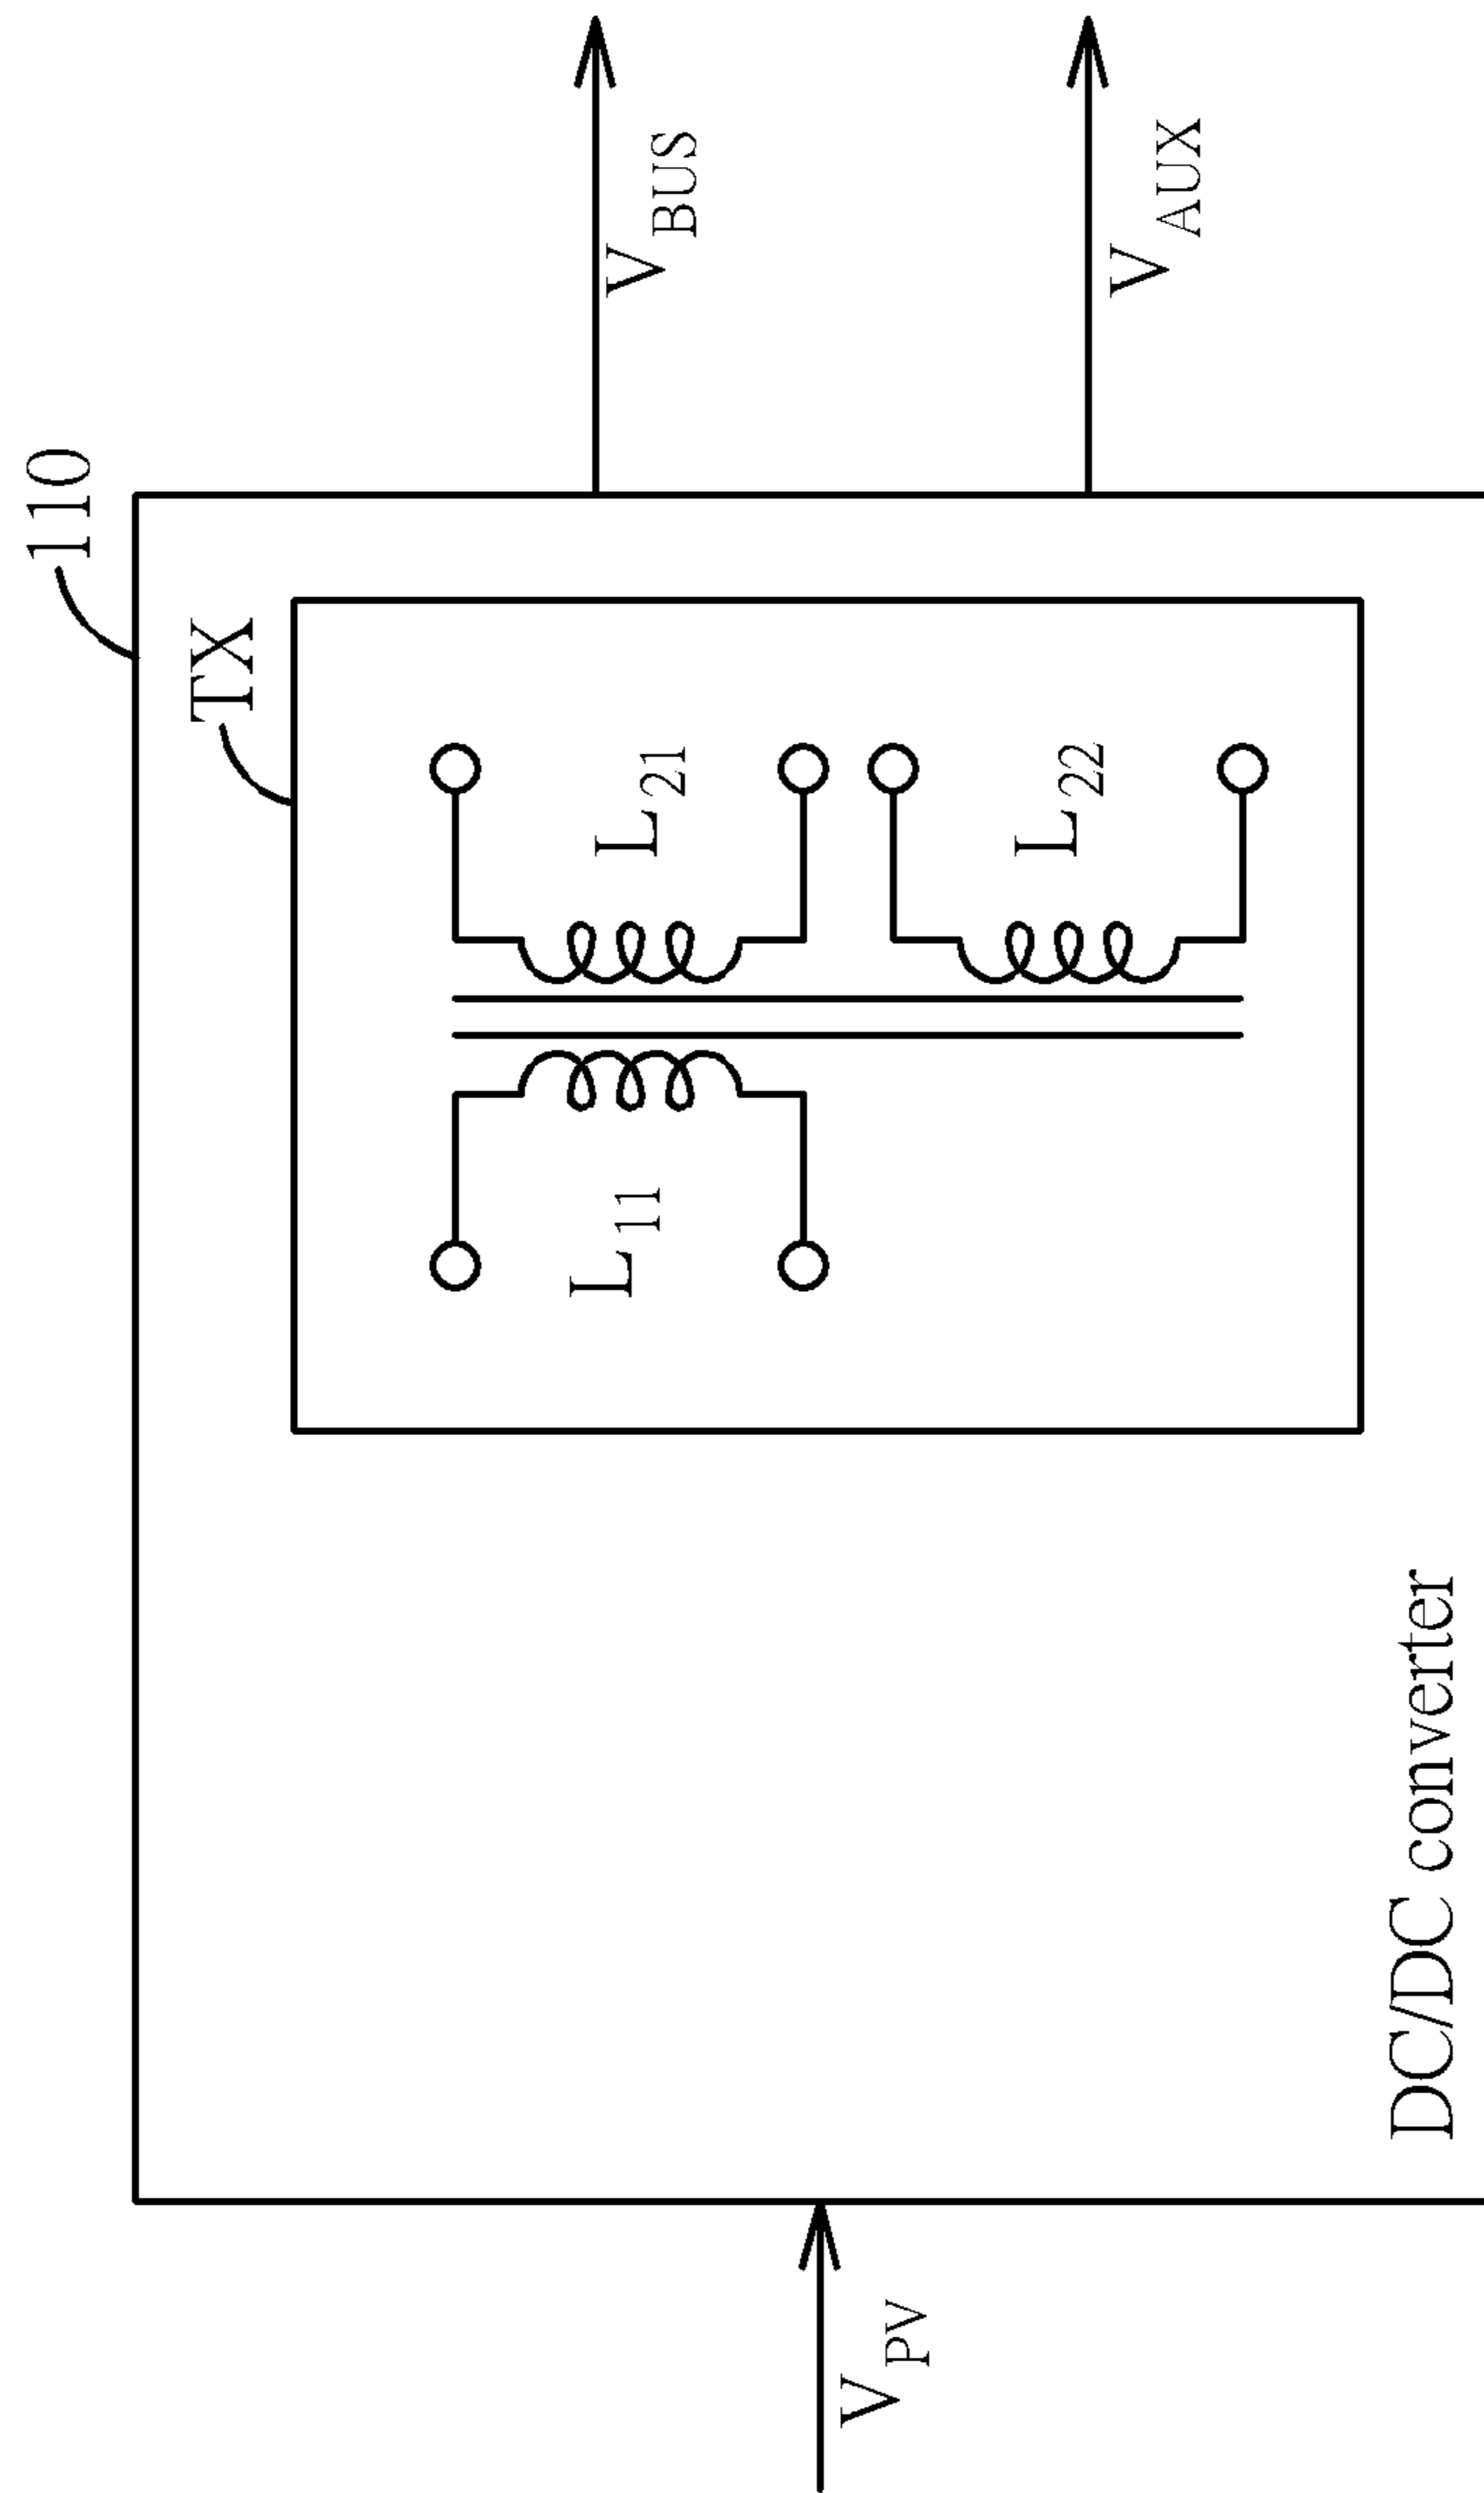 110
TX
V_PV
L_11
L_21
L_22
V_BUS
V_AUX
DC/DC converter